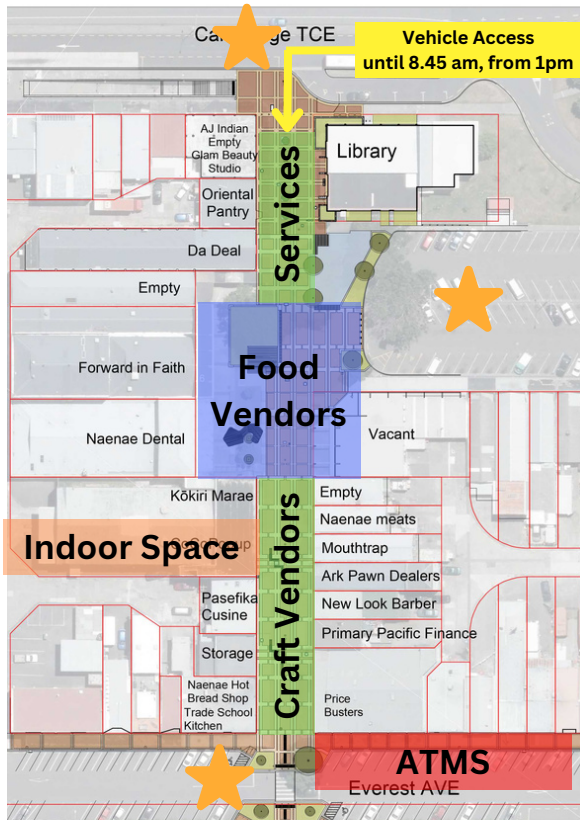 Vehicle Access
until 8.45 am, from 1pm
TCE
AJ Indian
Empty
Glam Beauty
Studio
Library
Oriental
Pantry
Services
Da Deal
Empty
Forward in Faith
Food
Vendors
Naenae Dental
Vacant
Kōkiri Marae
Empty
Naenae meats
Indoor Space
Mouthtrap
Craft Vendors
Ark Pawn Dealers
Pasefika
Cusine
New Look Barber
Primary Pacific Finance
Storage
Naenae Hot
Bread Shop
Trade School
Kitchen
Price
Busters
ATMS
Everest AVE